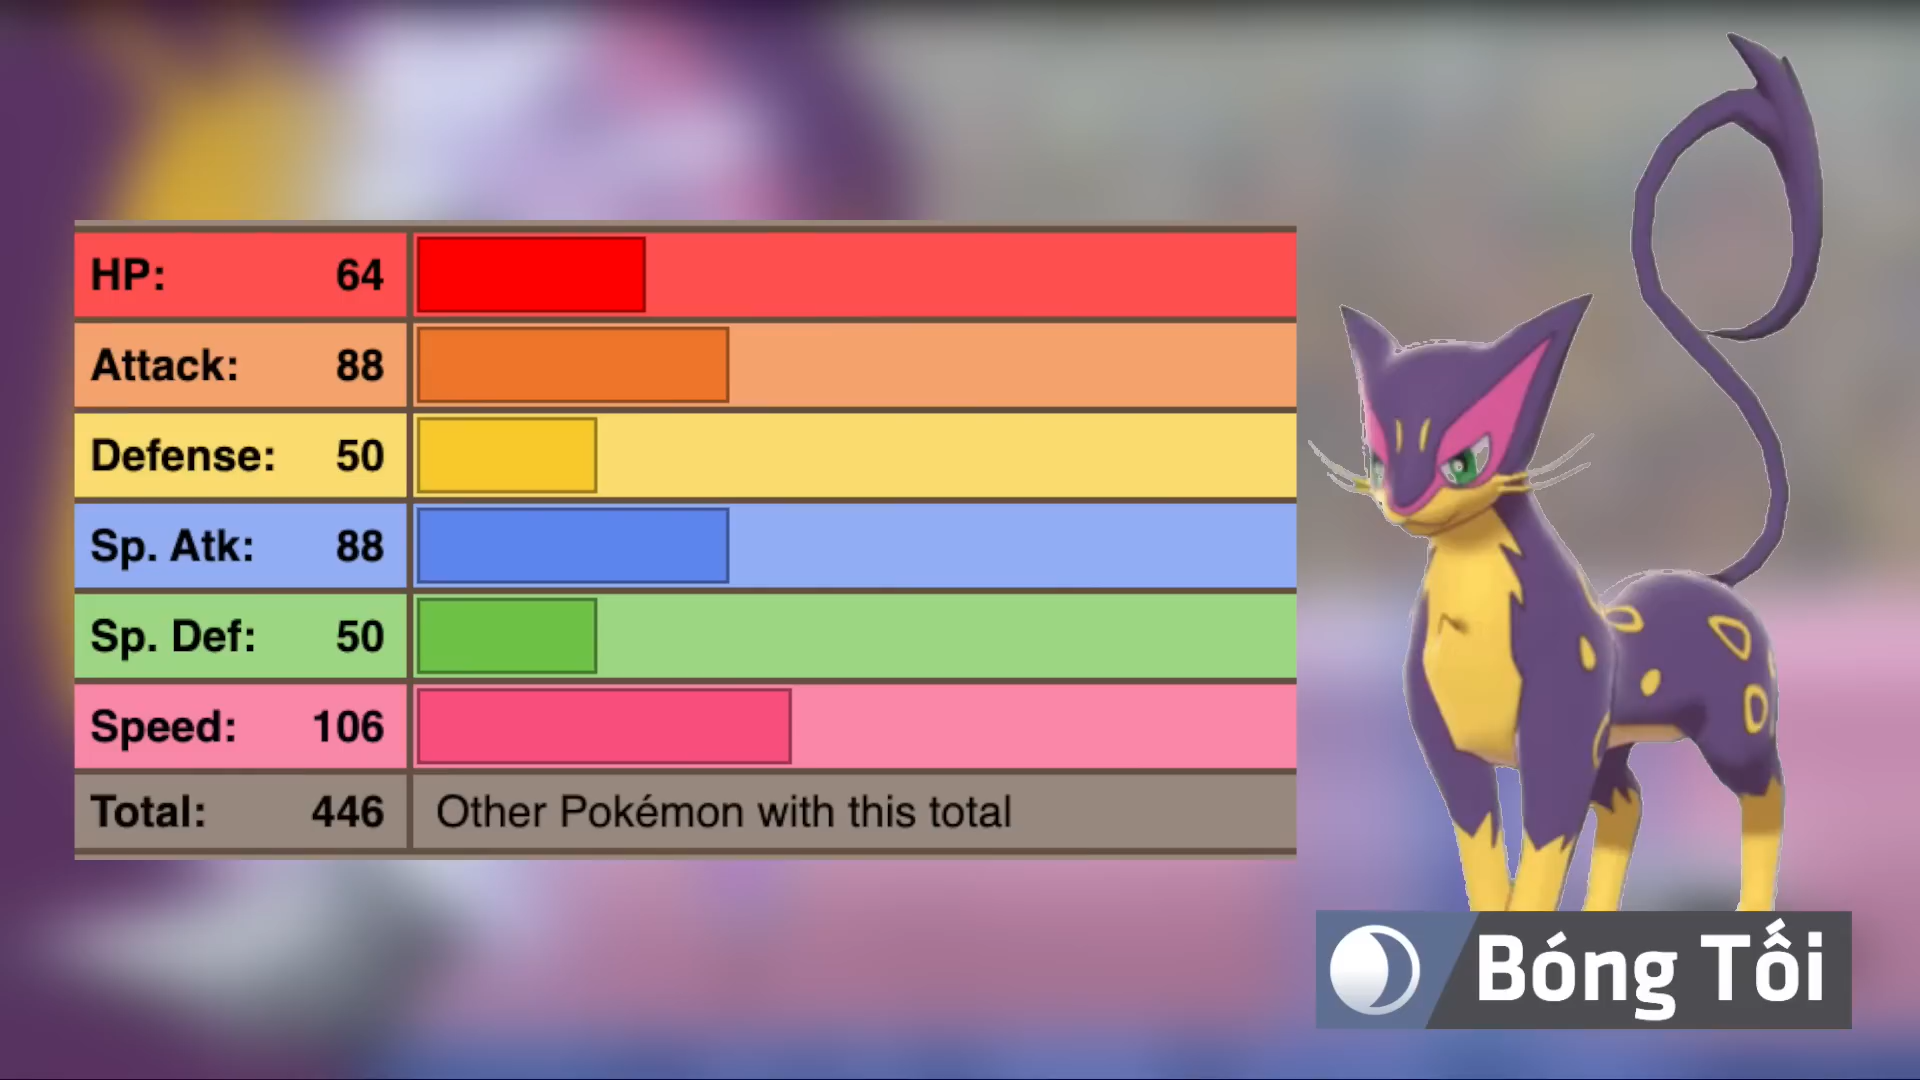 HP: 64
Attack: 88
Defense: 50
Sp. Atk: 88
Sp. Def: 50
Speed: 106
Total: 446 Other Pokémon with this total
Bóng Tối